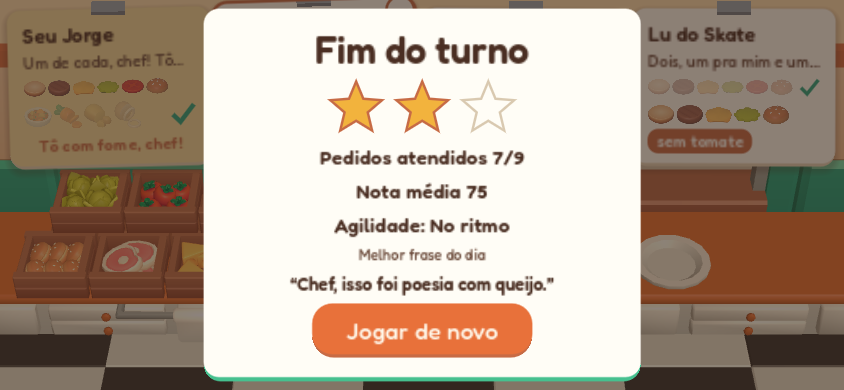 Seu Jorge
Um de cada, chef! Tô...
Tô com fome, chef!
Fim do turno
Pedidos atendidos 7/9
Nota média 75
Agilidade: No ritmo
Melhor frase do dia
“Chef, isso foi poesia com queijo.”
Jogar de novo
Lu do Skate
Dois, um pra mim e um...
sem tomate